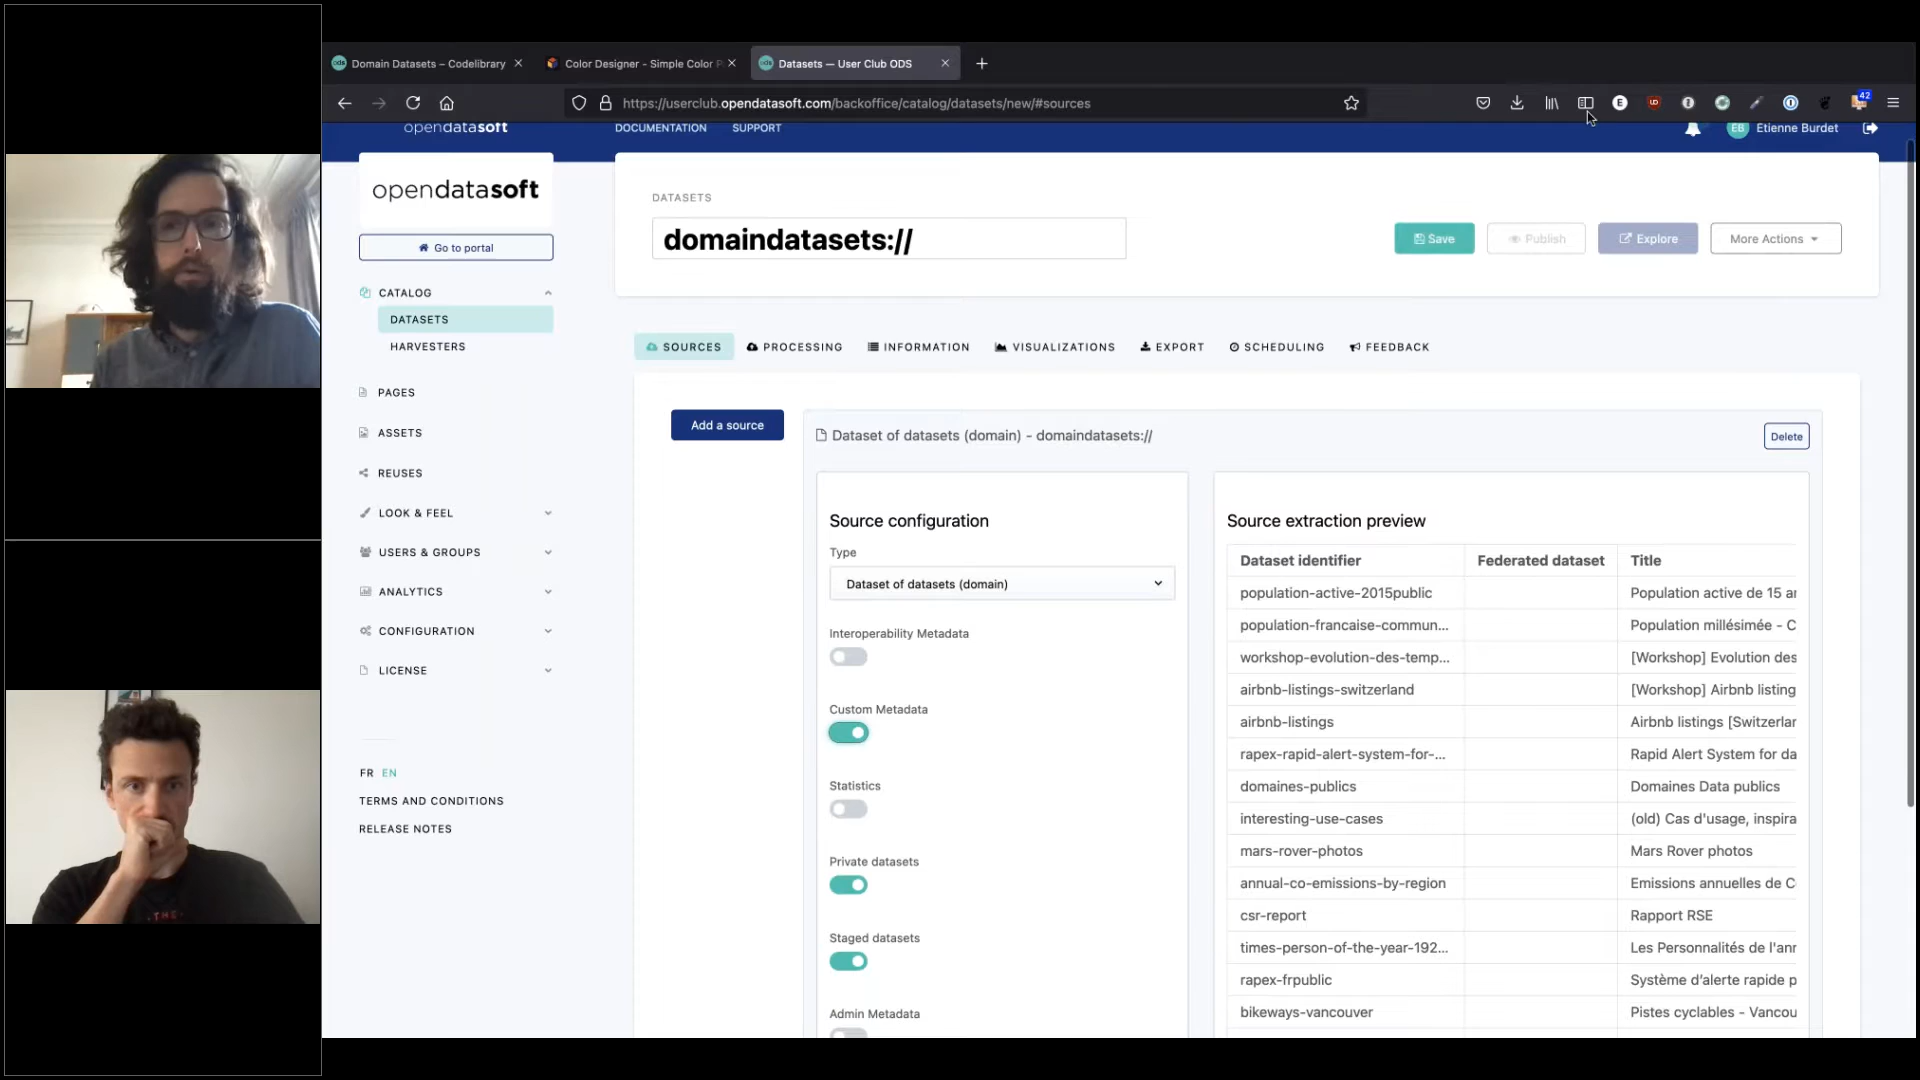 Domain Datasets – Codelibrary
Color Designer - Simple Color P
Datasets — User Club ODS
https://userclub.opendatasoft.com/backoffice/catalog/datasets/new/#sources
42
opendatasoft
DOCUMENTATION
SUPPORT
EB
Etienne Burdet
opendatasoft
Go to portal
CATALOG
DATASETS
HARVESTERS
PAGES
ASSETS
REUSES
LOOK & FEEL
USERS & GROUPS
ANALYTICS
CONFIGURATION
LICENSE
FR EN
TERMS AND CONDITIONS
RELEASE NOTES
DATASETS
domaindatasets://
Save
Publish
Explore
More Actions
SOURCES
PROCESSING
INFORMATION
VISUALIZATIONS
EXPORT
SCHEDULING
FEEDBACK
Add a source
Dataset of datasets (domain) - domaindatasets://
Delete
Source configuration
Type
Dataset of datasets (domain)
Interoperability Metadata
Custom Metadata
Statistics
Private datasets
Staged datasets
Admin Metadata
Source extraction preview
Dataset identifier Federated dataset Title
population-active-2015public Population active de 15 ar
population-francaise-commun... Population millésimée - C
workshop-evolution-des-temp... [Workshop] Evolution des
airbnb-listings-switzerland [Workshop] Airbnb listing
airbnb-listings Airbnb listings [Switzerlar
rapex-rapid-alert-system-for-... Rapid Alert System for da
domaines-publics Domaines Data publics
interesting-use-cases (old) Cas d'usage, inspira
mars-rover-photos Mars Rover photos
annual-co-emissions-by-region Emissions annuelles de C
csr-report Rapport RSE
times-person-of-the-year-192... Les Personnalités de l'anr
rapex-frpublic Système d'alerte rapide p
bikeways-vancouver Pistes cyclables - Vancou
THE